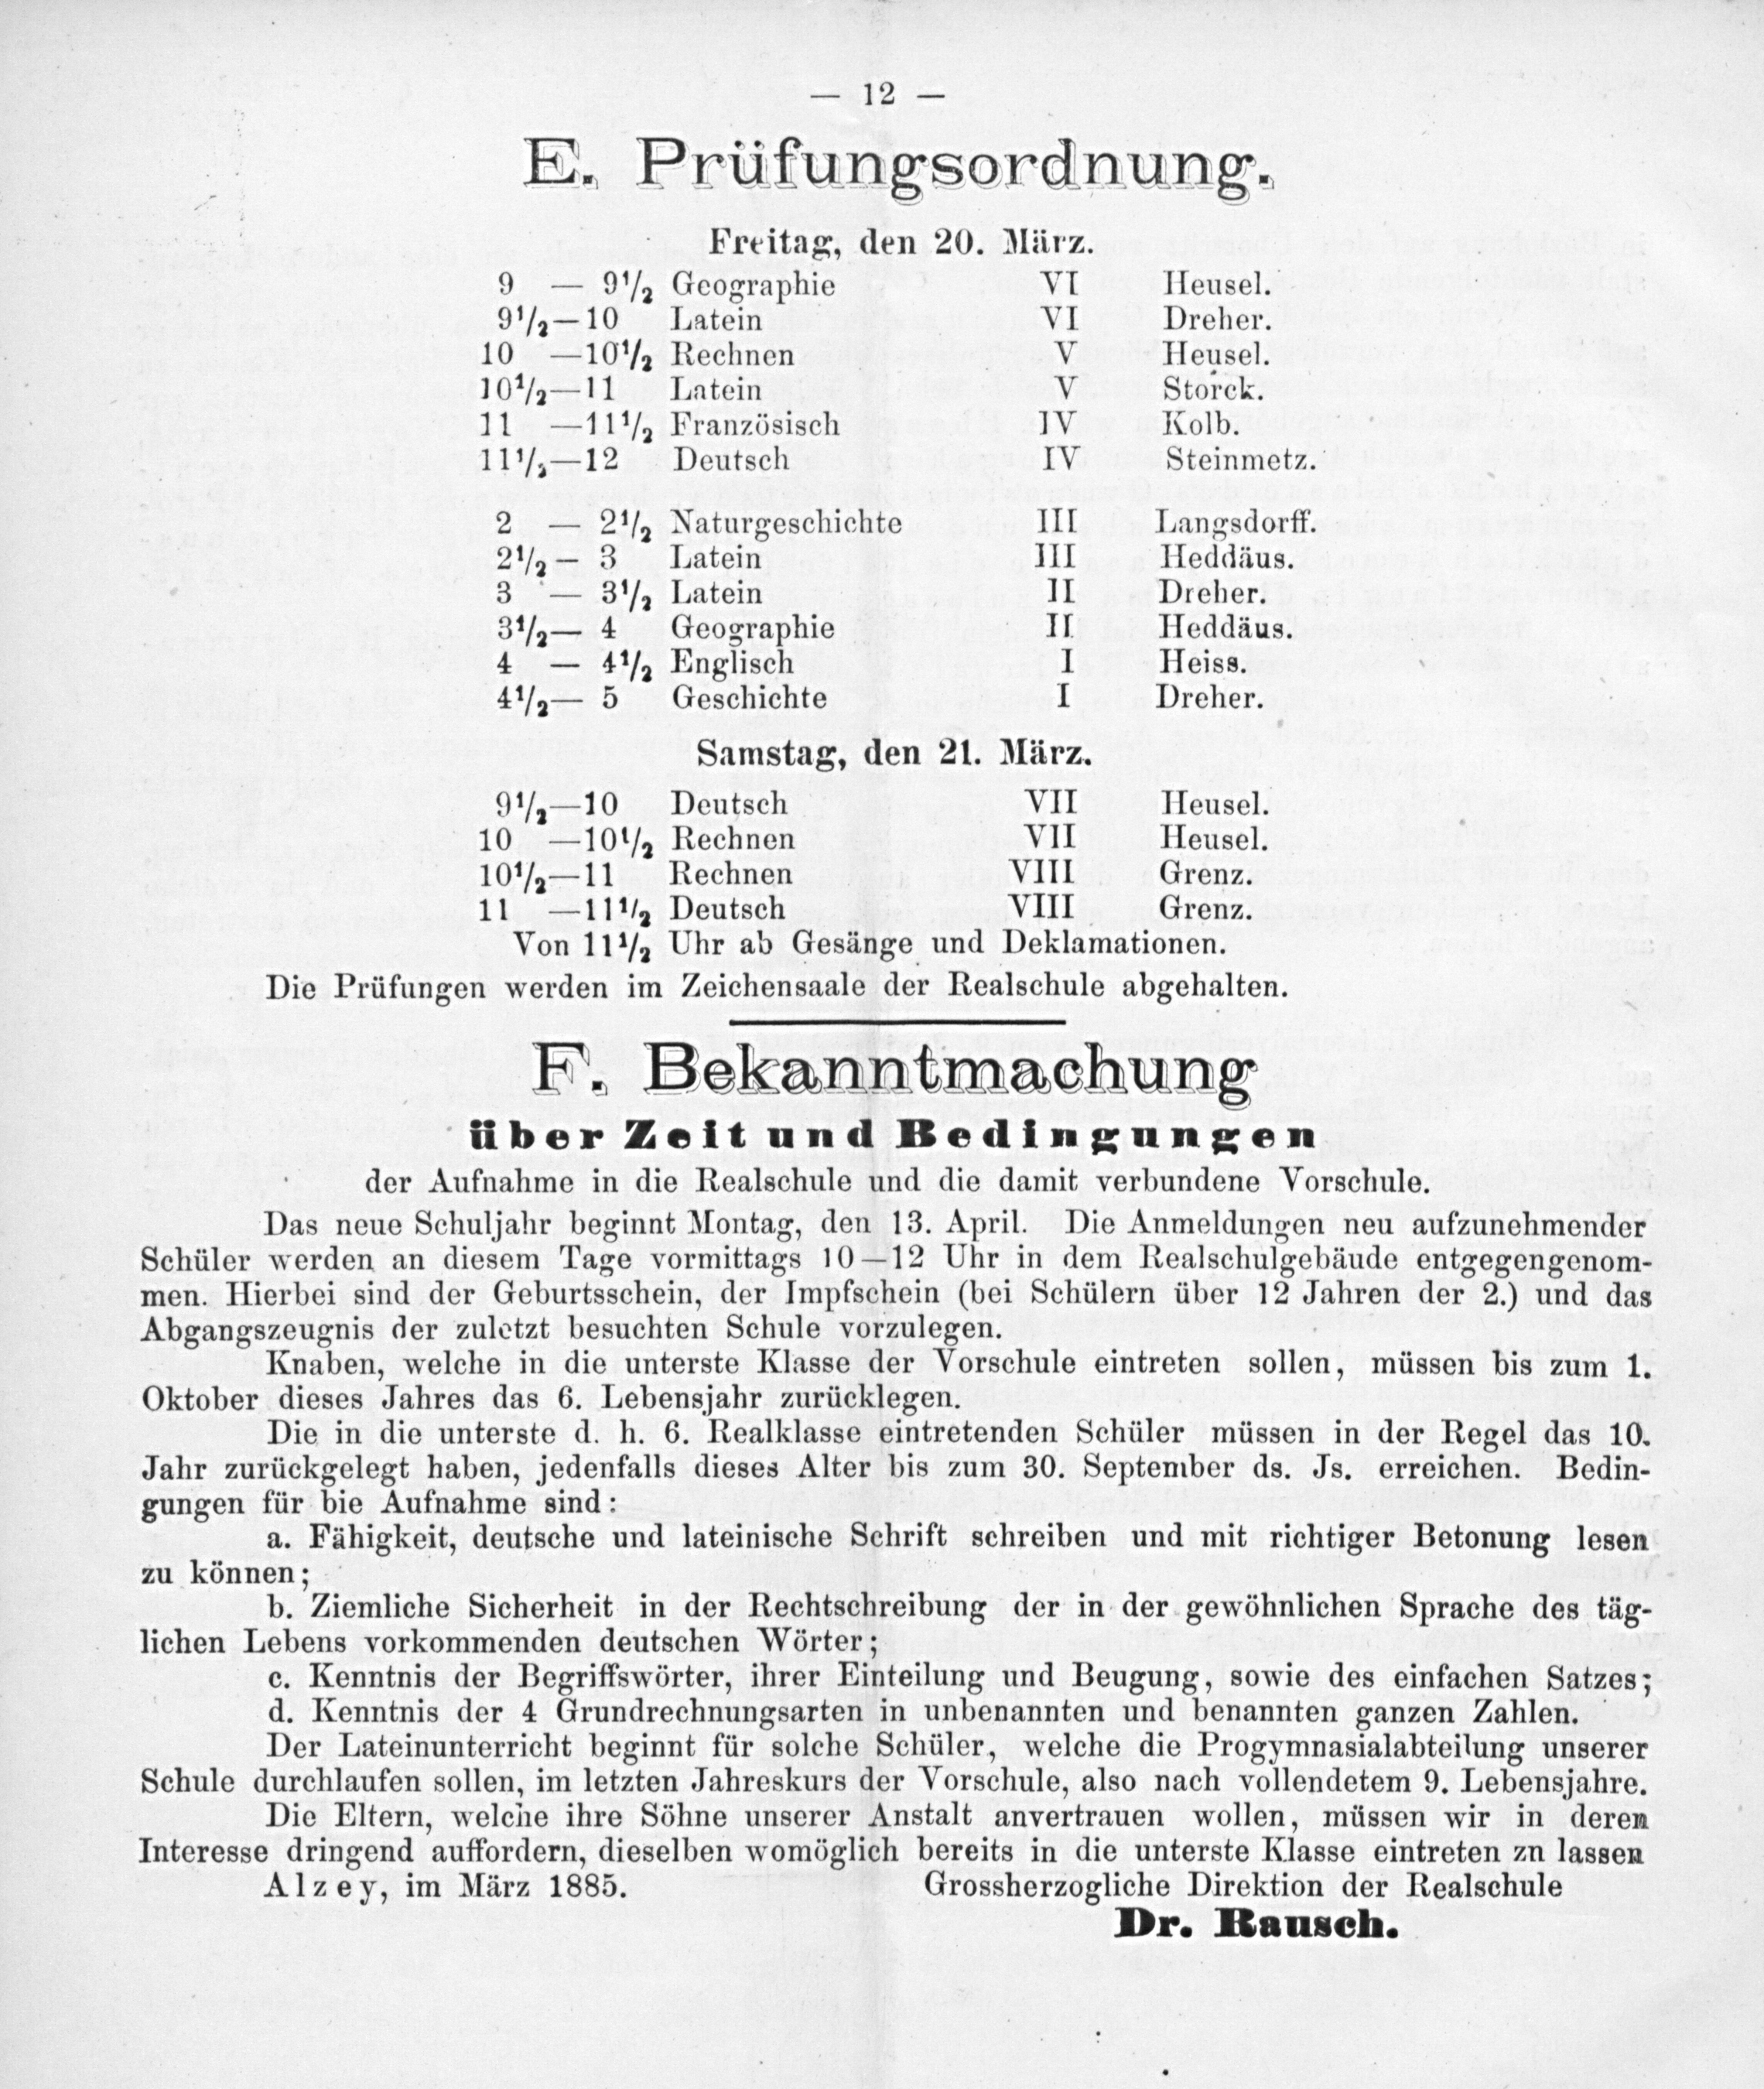 — 12 —
E. Prüfungsordnung.
Freitag, den 20. März.
9 — 9½ Geographie VI Heusel.
9½—10 Latein VI Dreher.
10 —10½ Rechnen V Heusel.
10½—11 Latein V Storck.
11 —11½ Französisch IV Kolb.
11½—12 Deutsch IV Steinmetz.
2 — 2½ Naturgeschichte III Langsdorff.
2½— 3 Latein III Heddäus.
3 — 3½ Latein II Dreher.
3½— 4 Geographie II Heddäus.
4 — 4½ Englisch I Heiss.
4½— 5 Geschichte I Dreher.
Samstag, den 21. März.
9½—10 Deutsch VII Heusel.
10 —10½ Rechnen VII Heusel.
10½—11 Rechnen VIII Grenz.
11 —11½ Deutsch VIII Grenz.
Von 11½ Uhr ab Gesänge und Deklamationen.
Die Prüfungen werden im Zeichensaale der Realschule abgehalten.
F. Bekanntmachung
über Zeit und Bedingungen
der Aufnahme in die Realschule und die damit verbundene Vorschule.
Das neue Schuljahr beginnt Montag, den 13. April. Die Anmeldungen neu aufzunehmender
Schüler werden an diesem Tage vormittags 10—12 Uhr in dem Realschulgebäude entgegengenom-
men. Hierbei sind der Geburtsschein, der Impfschein (bei Schülern über 12 Jahren der 2.) und das
Abgangszeugnis der zuletzt besuchten Schule vorzulegen.
Knaben, welche in die unterste Klasse der Vorschule eintreten sollen, müssen bis zum 1.
Oktober dieses Jahres das 6. Lebensjahr zurücklegen.
Die in die unterste d. h. 6. Realklasse eintretenden Schüler müssen in der Regel das 10.
Jahr zurückgelegt haben, jedenfalls dieses Alter bis zum 30. September ds. Js. erreichen. Bedin-
gungen für bie Aufnahme sind:
a. Fähigkeit, deutsche und lateinische Schrift schreiben und mit richtiger Betonung lesen
zu können;
b. Ziemliche Sicherheit in der Rechtschreibung der in der gewöhnlichen Sprache des täg-
lichen Lebens vorkommenden deutschen Wörter;
c. Kenntnis der Begriffswörter, ihrer Einteilung und Beugung, sowie des einfachen Satzes;
d. Kenntnis der 4 Grundrechnungsarten in unbenannten und benannten ganzen Zahlen.
Der Lateinunterricht beginnt für solche Schüler, welche die Progymnasialabteilung unserer
Schule durchlaufen sollen, im letzten Jahreskurs der Vorschule, also nach vollendetem 9. Lebensjahre.
Die Eltern, welche ihre Söhne unserer Anstalt anvertrauen wollen, müssen wir in deren
Interesse dringend auffordern, dieselben womöglich bereits in die unterste Klasse eintreten zn lassen
Alzey, im März 1885. Grossherzogliche Direktion der Realschule
Dr. Rausch.